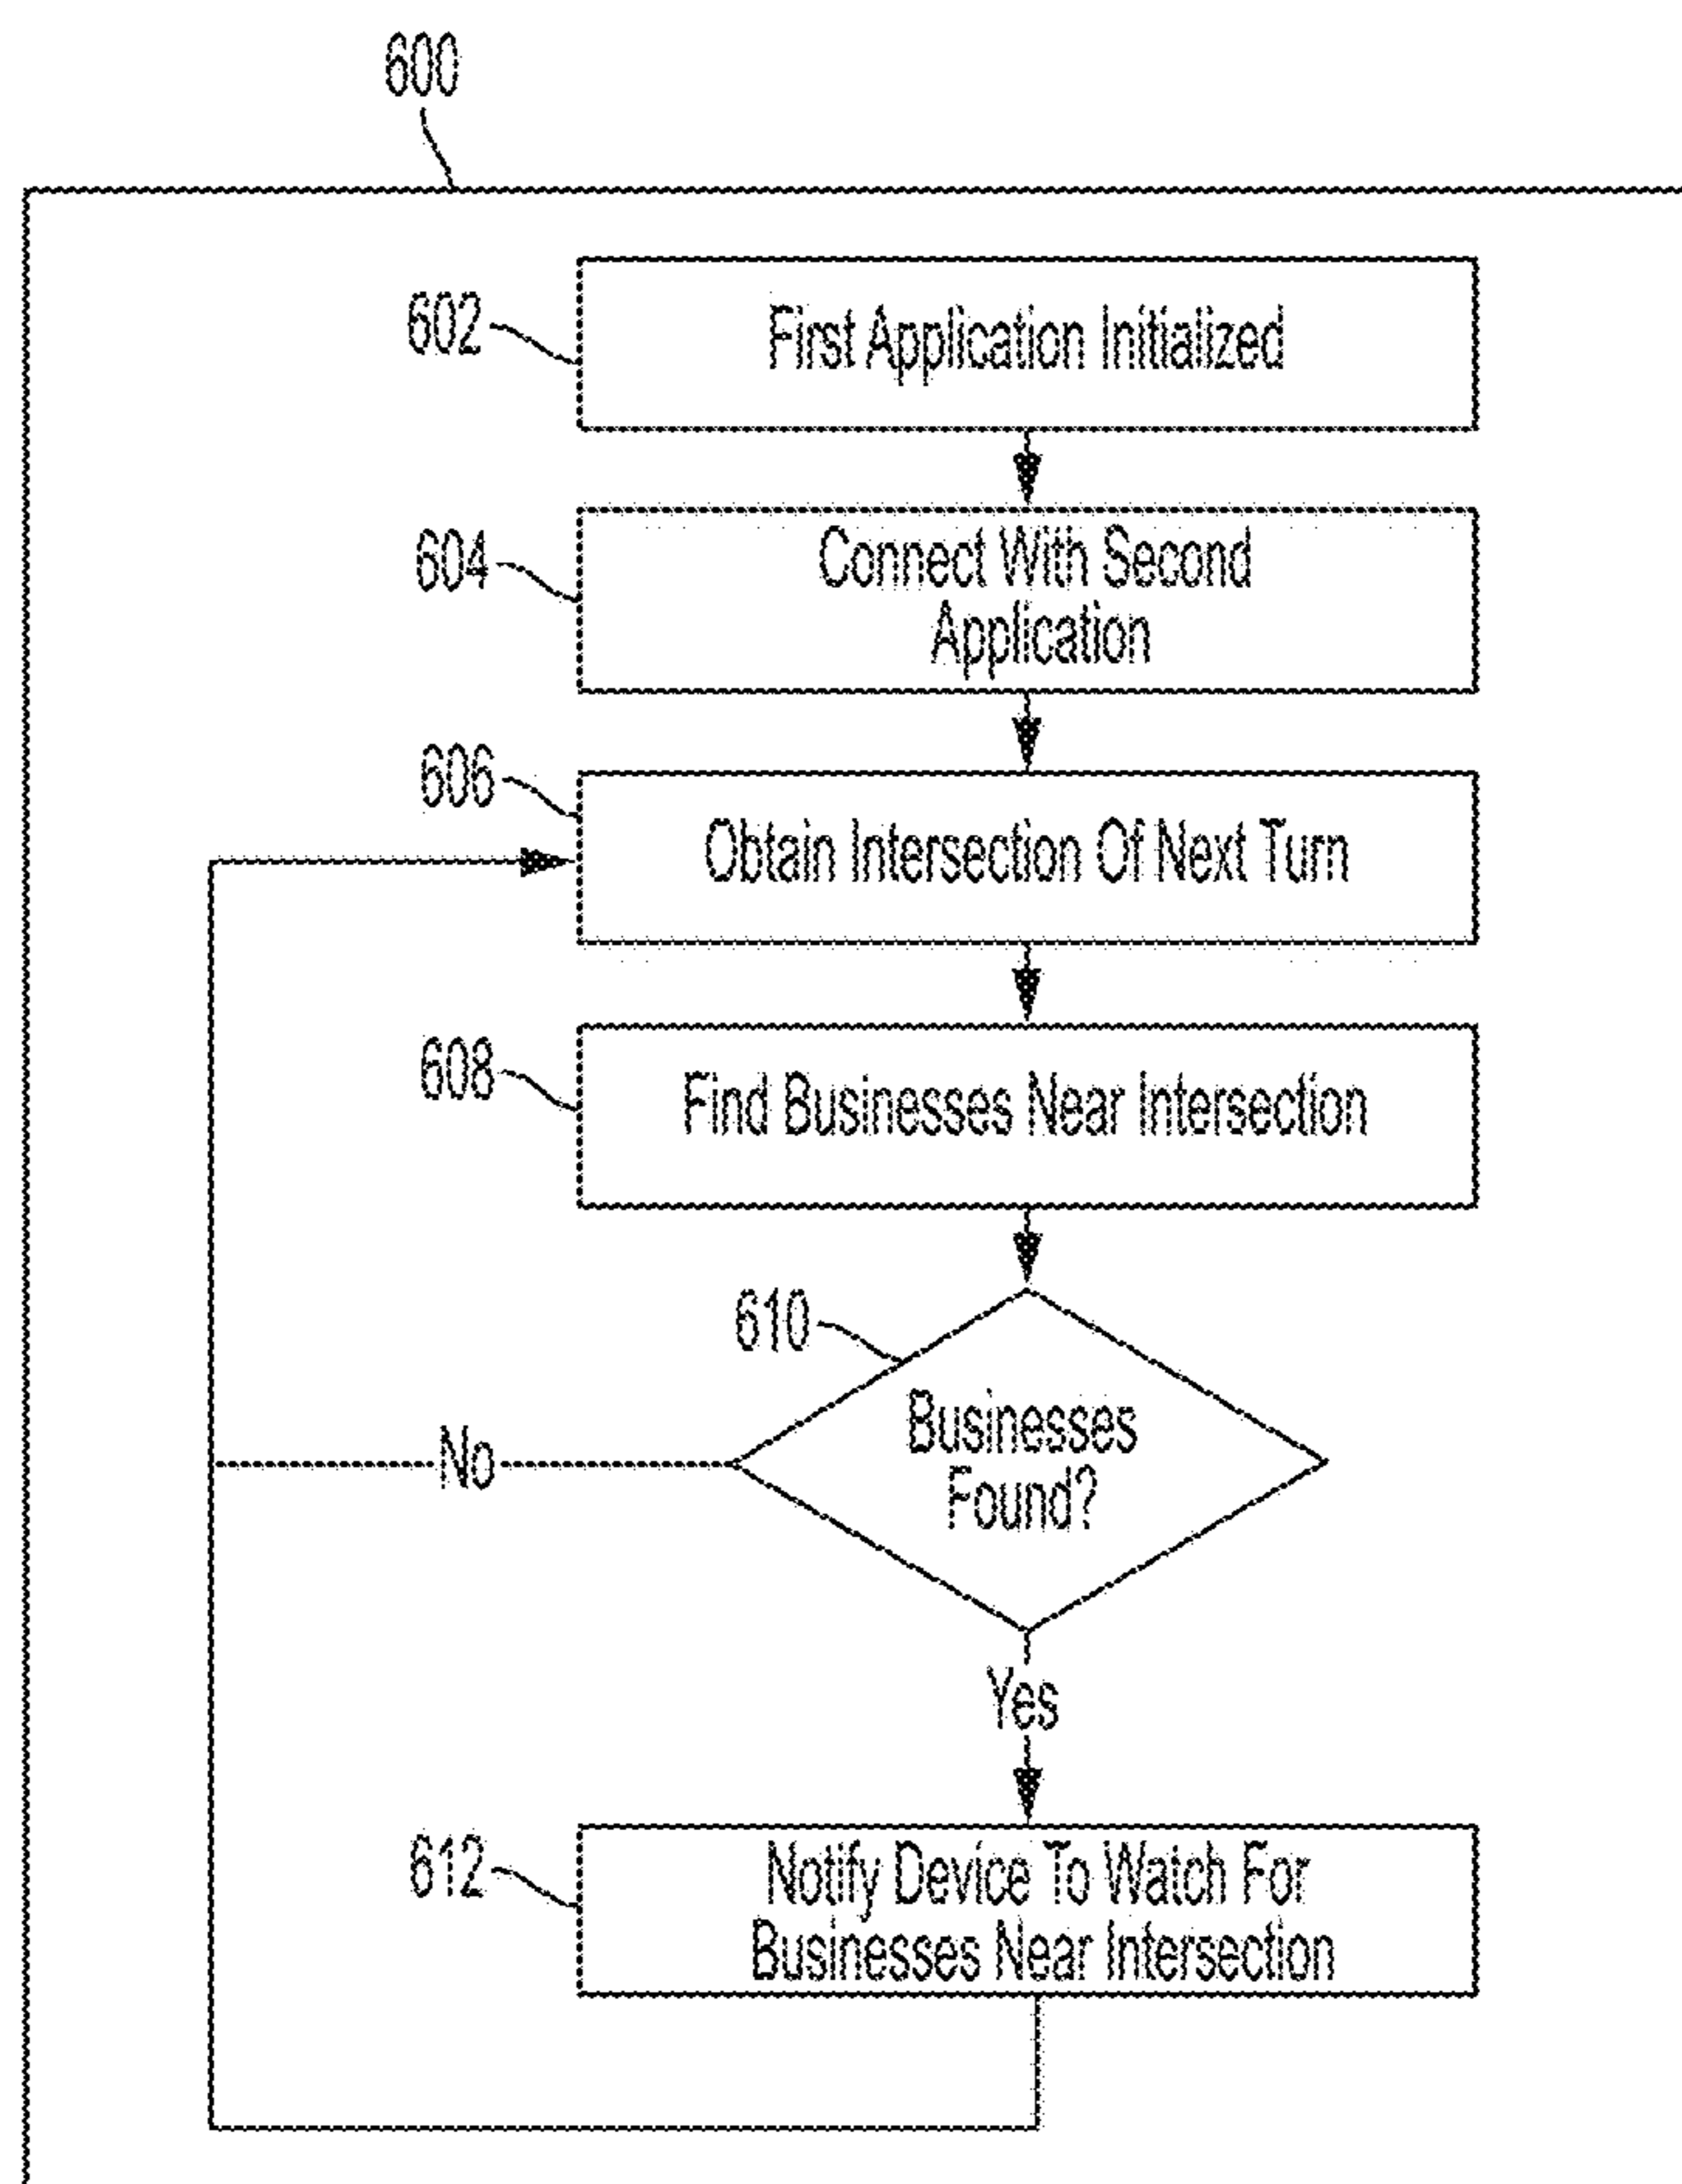 600
602
First Application Initialized
604
Connect With Second
Application
606
Obtain Intersection Of Next Turn
608
Find Businesses Near Intersection
610
Businesses
Found?
No
Yes
612
Notify Device To Watch For
Businesses Near Intersection